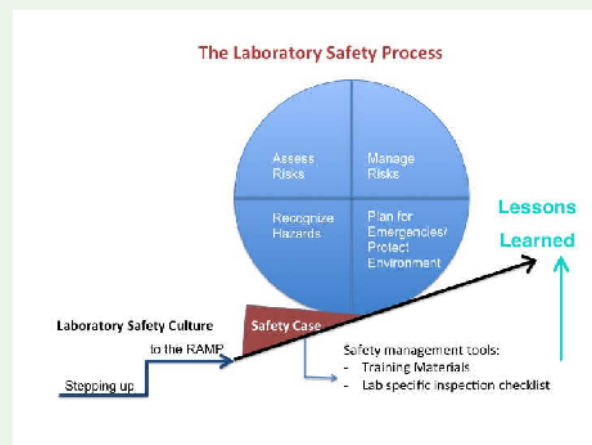 The Laboratory Safety Process
Assess
Risks
Manage
Risks
Recognize
Hazards
Plan for
Emergencies/
Protect
Environment
Lessons
Learned
Laboratory Safety Culture
Safety Case
to the RAMP
Stepping up
Safety management tools:
- Training Materials
- Lab specific inspection checklist